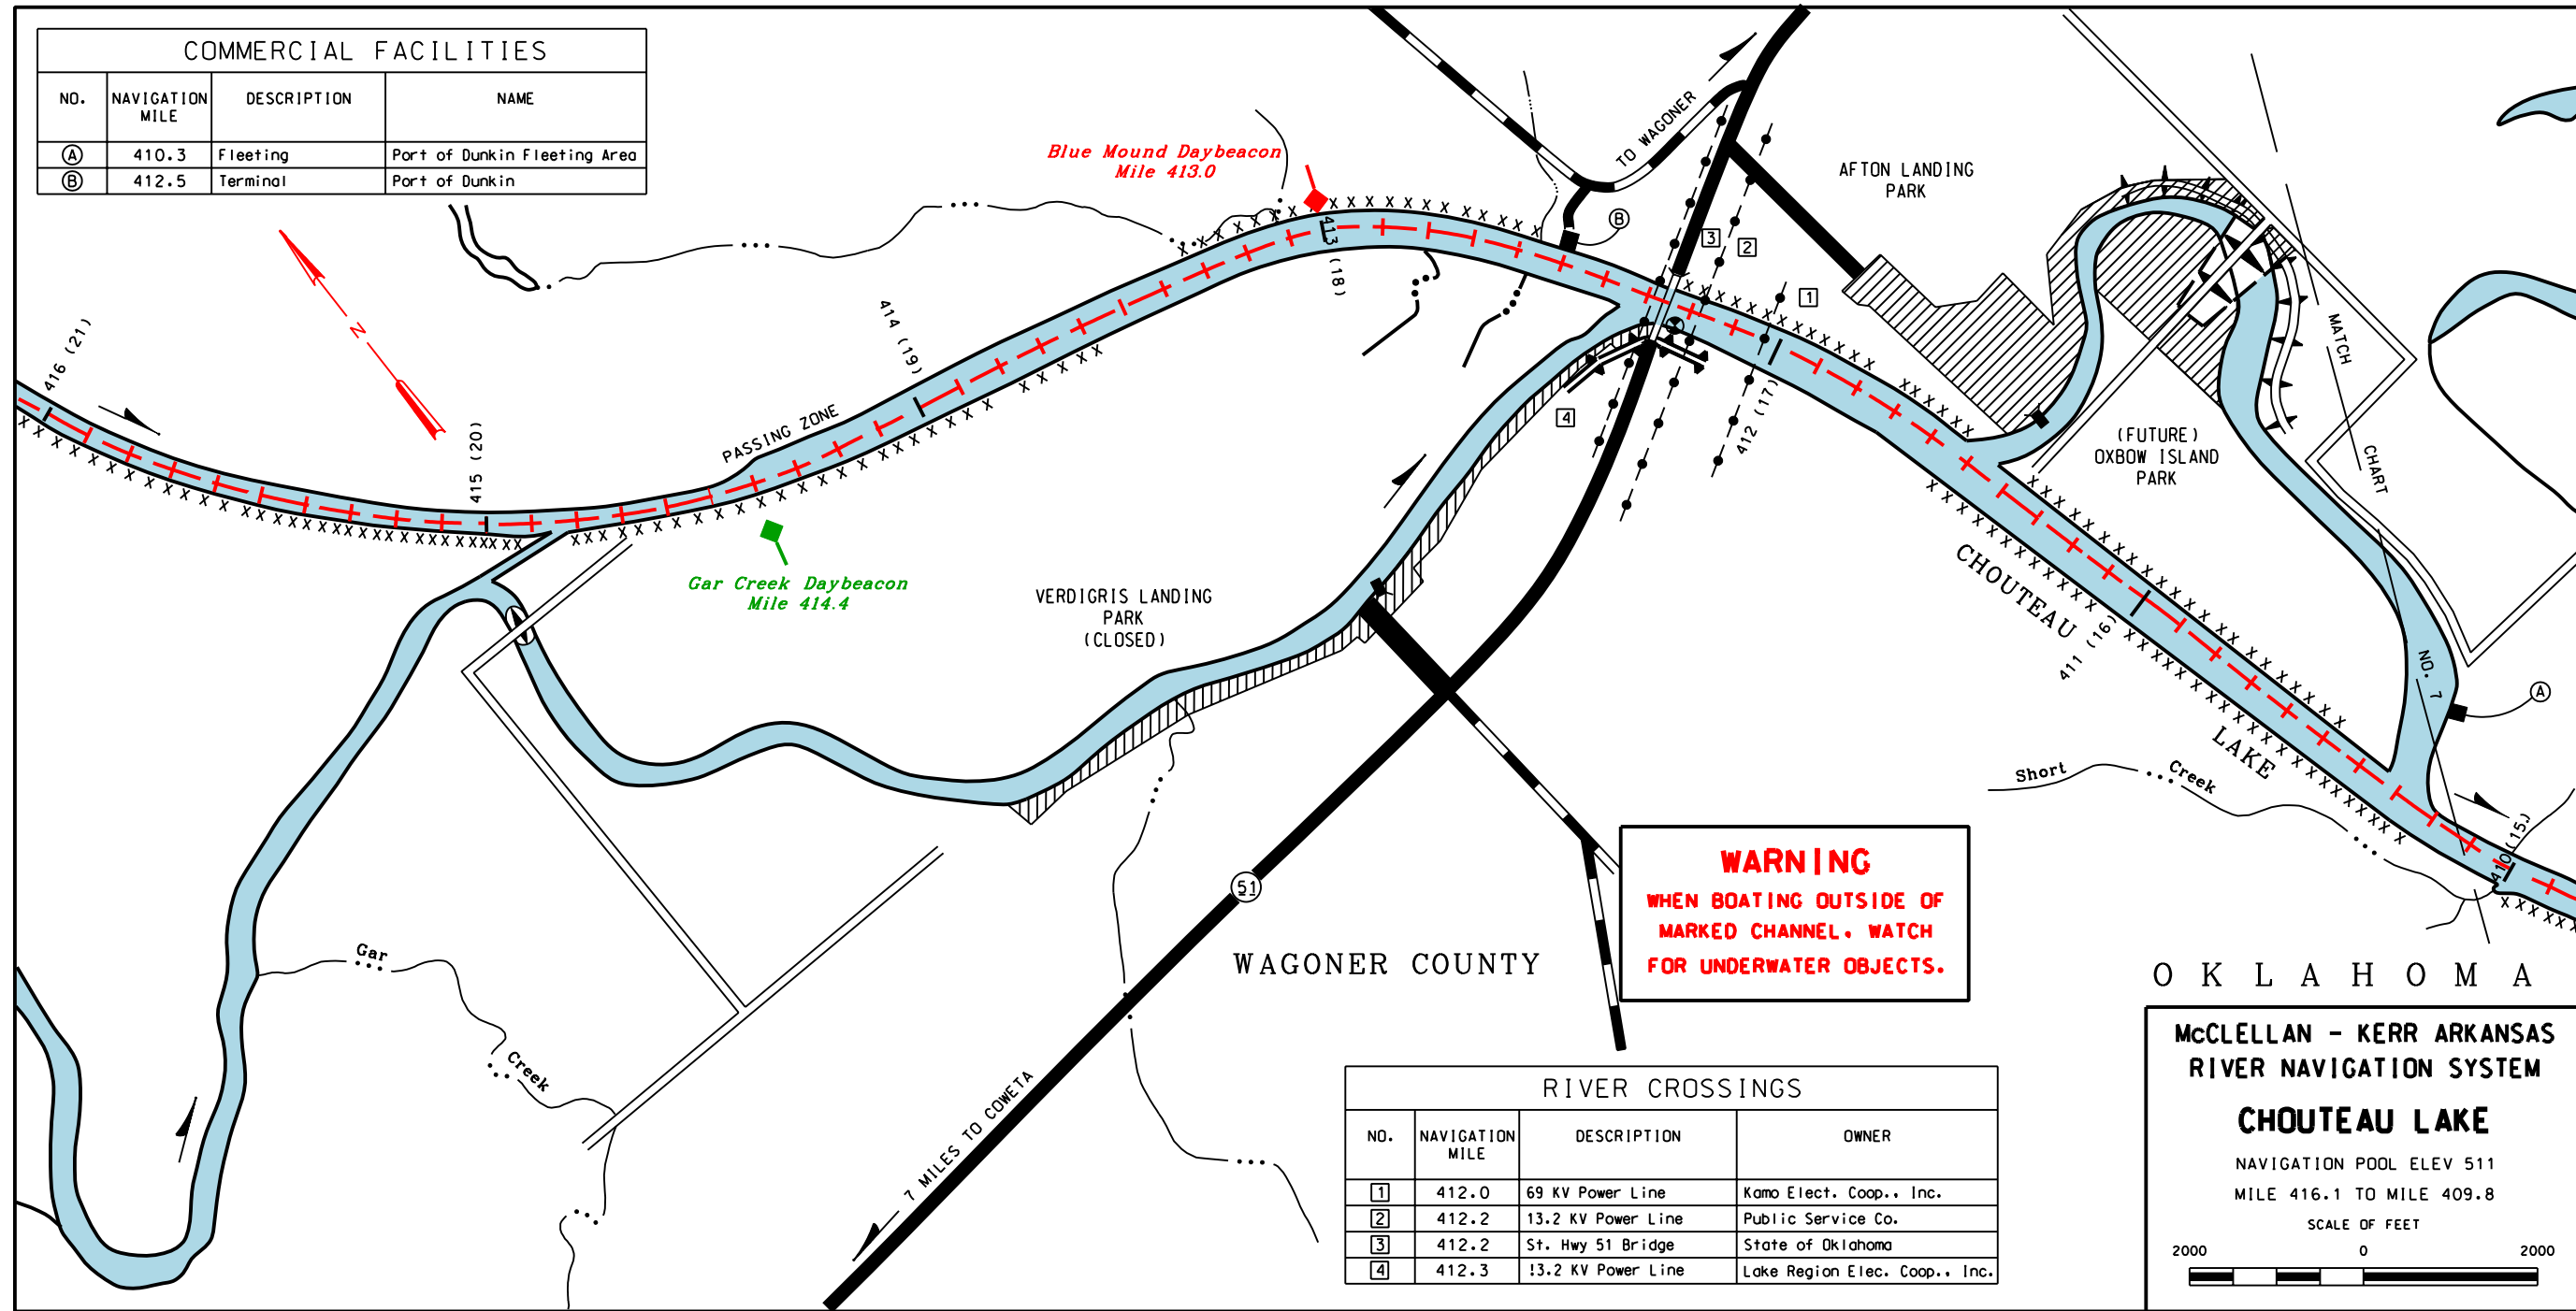 COMMERCIAL FACILITIES
NO. NAVIGATION MILE DESCRIPTION NAME
A 410.3 Fleeting Port of Dunkin Fleeting Area
B 412.5 Terminal Port of Dunkin
Blue Mound Daybeacon
Mile 413.0
TO WAGONER
AFTON LANDING
PARK
B
3
2
1
4
N
416 (21)
415 (20)
414 (19)
413 (18)
412 (17)
411 (16)
410 (15)
PASSING ZONE
Gar Creek Daybeacon
Mile 414.4
VERDIGRIS LANDING
PARK
(CLOSED)
(FUTURE)
OXBOW ISLAND
PARK
MATCH
CHART
NO. 7
A
CHOUTEAU
LAKE
Short
Creek
Gar
Creek
51
7 MILES TO COWETA
WAGONER COUNTY
WARNING
WHEN BOATING OUTSIDE OF
MARKED CHANNEL. WATCH
FOR UNDERWATER OBJECTS.
OKLAHOMA
RIVER CROSSINGS
NO. NAVIGATION MILE DESCRIPTION OWNER
1 412.0 69 KV Power Line Kamo Elect. Coop., Inc.
2 412.2 13.2 KV Power Line Public Service Co.
3 412.2 St. Hwy 51 Bridge State of Oklahoma
4 412.3 13.2 KV Power Line Lake Region Elec. Coop., Inc.
McCLELLAN - KERR ARKANSAS
RIVER NAVIGATION SYSTEM
CHOUTEAU LAKE
NAVIGATION POOL ELEV 511
MILE 416.1 TO MILE 409.8
SCALE OF FEET
2000 0 2000